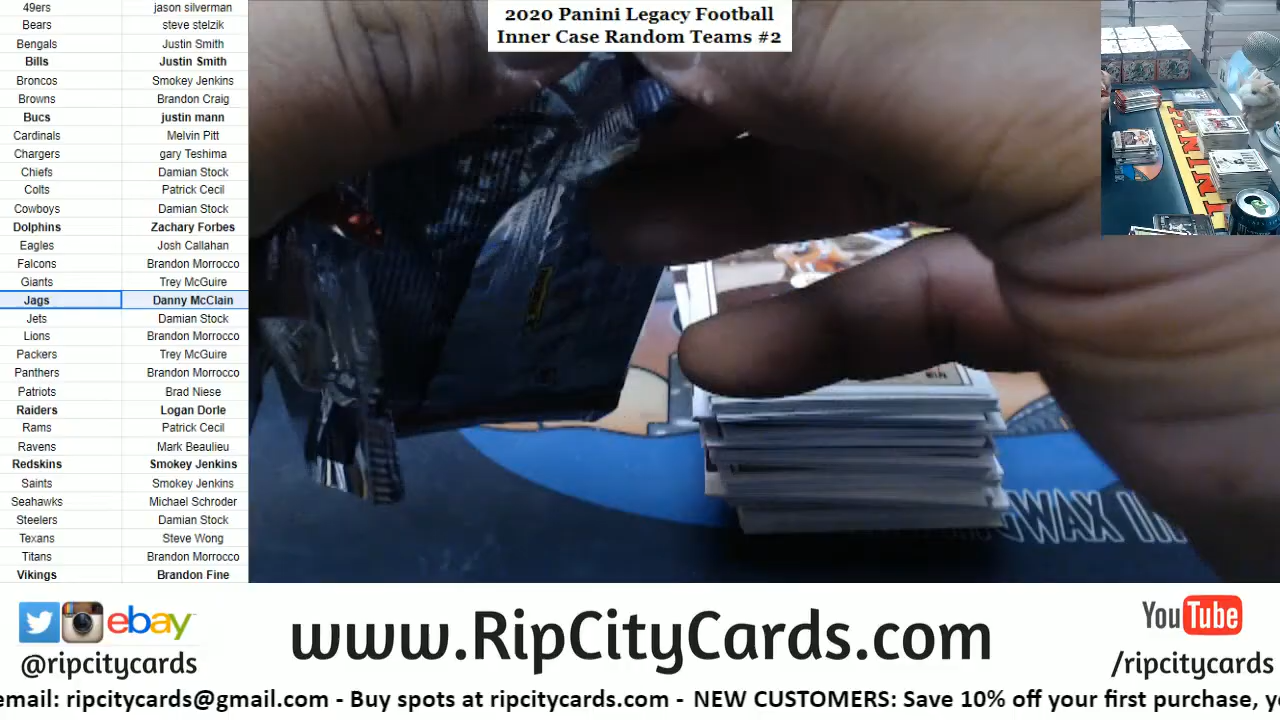 2020 Panini Legacy Football
Inner Case Random Teams #2
49ers jason silverman
Bears steve stelzik
Bengals Justin Smith
Bills Justin Smith
Broncos Smokey Jenkins
Browns Brandon Craig
Bucs justin mann
Cardinals Melvin Pitt
Chargers gary Teshima
Chiefs Damian Stock
Colts Patrick Cecil
Cowboys Damian Stock
Dolphins Zachary Forbes
Eagles Josh Callahan
Falcons Brandon Morrocco
Giants Trey McGuire
Jags Danny McClain
Jets Damian Stock
Lions Brandon Morrocco
Packers Trey McGuire
Panthers Brandon Morrocco
Patriots Brad Niese
Raiders Logan Dorle
Rams Patrick Cecil
Ravens Mark Beaulieu
Redskins Smokey Jenkins
Saints Smokey Jenkins
Seahawks Michael Schroder
Steelers Damian Stock
Texans Steve Wong
Titans Brandon Morrocco
Vikings Brandon Fine
PANINI
WAX
ebay
@ripcitycards
www.RipCityCards.com
YouTube
/ripcitycards
email: ripcitycards@gmail.com - Buy spots at ripcitycards.com - NEW CUSTOMERS: Save 10% off your first purchase,